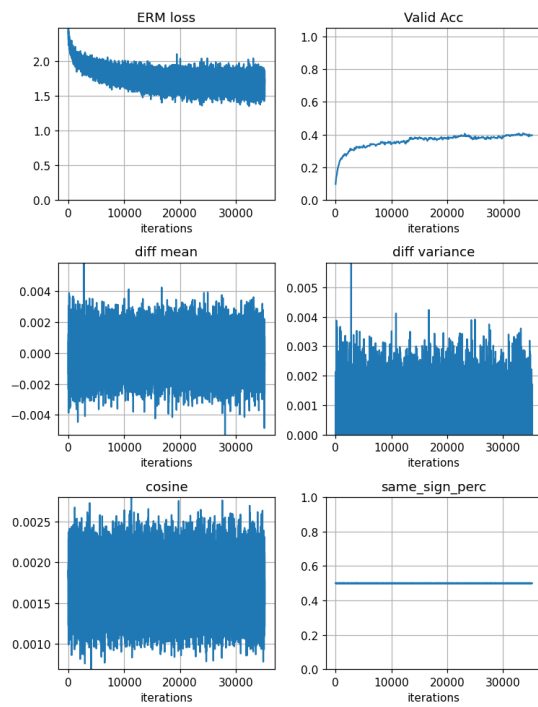 ERM loss
2.0
1.5
1.0
0.5
0.0
0 10000 20000 30000
iterations
Valid Acc
1.0
0.8
0.6
0.4
0.2
0.0
0 10000 20000 30000
iterations
diff mean
0.004
0.002
0.000
−0.002
−0.004
0 10000 20000 30000
iterations
diff variance
0.005
0.004
0.003
0.002
0.001
0.000
0 10000 20000 30000
iterations
cosine
0.0025
0.0020
0.0015
0.0010
0 10000 20000 30000
iterations
same_sign_perc
1.0
0.8
0.6
0.4
0.2
0.0
0 10000 20000 30000
iterations